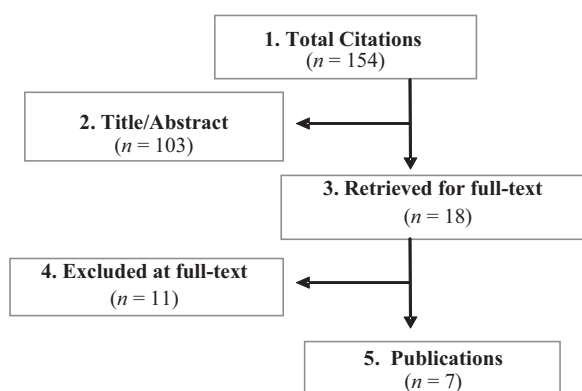 1. Total Citations
(n = 154)
2. Title/Abstract
(n = 103)
3. Retrieved for full-text
(n = 18)
4. Excluded at full-text
(n = 11)
5. Publications
(n = 7)